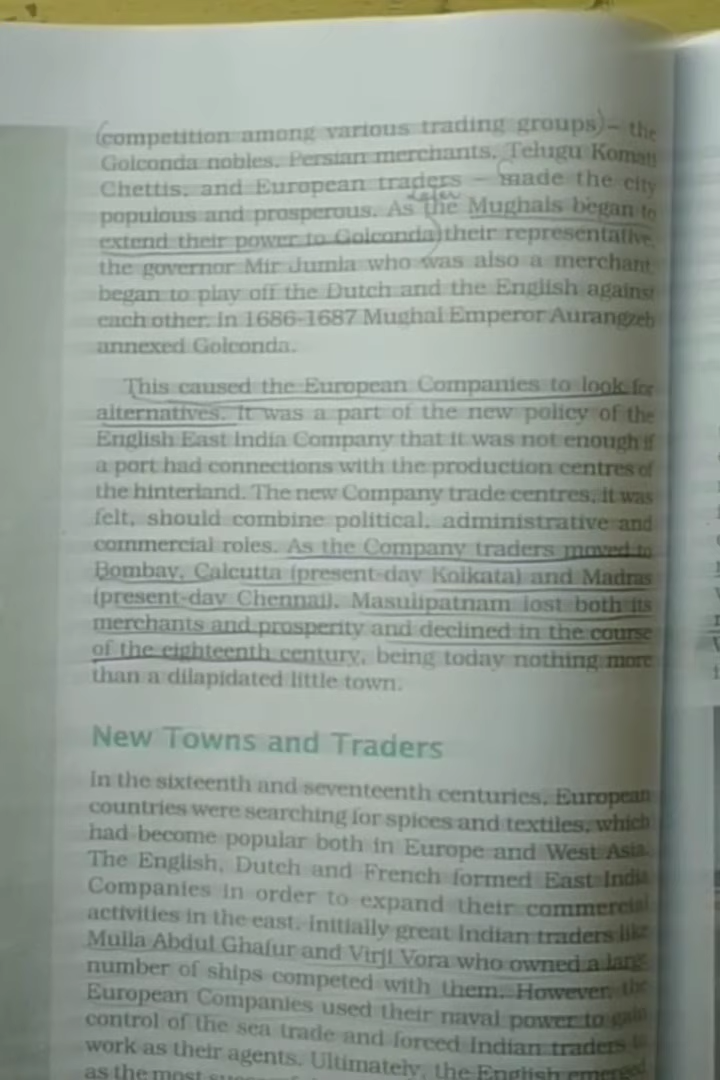 (competition among various trading groups) – the
Golconda nobles, Persian merchants, Telugu Komati
Chettis, and European traders – made the city
later
populous and prosperous. As the Mughals began to
extend their power to Golconda) their representative,
the governor Mir Jumla who was also a merchant,
began to play off the Dutch and the English against
each other. In 1686-1687 Mughal Emperor Aurangzeb
annexed Golconda.
This caused the European Companies to look for
alternatives. It was a part of the new policy of the
English East India Company that it was not enough if
a port had connections with the production centres of
the hinterland. The new Company trade centres, it was
felt, should combine political, administrative and
commercial roles. As the Company traders moved to
Bombay, Calcutta (present-day Kolkata) and Madras
(present-day Chennai), Masulipatnam lost both its
merchants and prosperity and declined in the course
of the eighteenth century, being today nothing more
than a dilapidated little town.
New Towns and Traders
In the sixteenth and seventeenth centuries, European
countries were searching for spices and textiles, which
had become popular both in Europe and West Asia.
The English, Dutch and French formed East India
Companies in order to expand their commercial
activities in the east. Initially great Indian traders like
Mulla Abdul Ghafur and Virji Vora who owned a large
number of ships competed with them. However, the
European Companies used their naval power to gain
control of the sea trade and forced Indian traders to
work as their agents. Ultimately, the English emerged
as the most